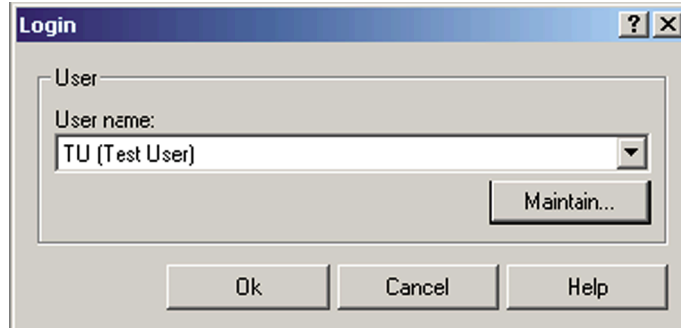 Login
User
User name:
TU (Test User)
Maintain...
Ok Cancel Help